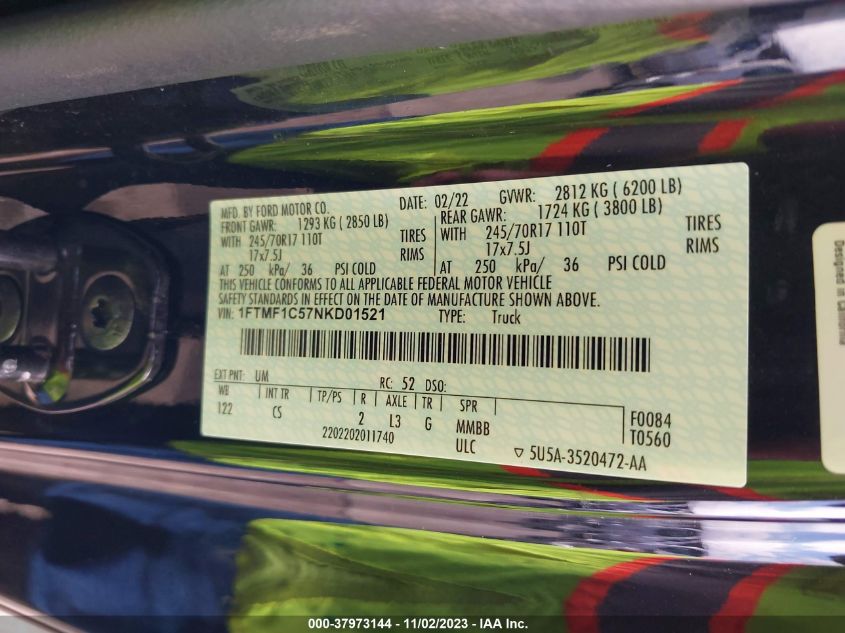 MFD. BY FORD MOTOR CO.
DATE: 02/22
GVWR: 2812 KG ( 6200 LB)
FRONT GAWR: 1293 KG ( 2850 LB)
REAR GAWR: 1724 KG ( 3800 LB)
WITH 245/70R17 110T TIRES
WITH 245/70R17 110T TIRES
17x7.5J RIMS
17x7.5J RIMS
AT 250 kPa/ 36 PSI COLD
AT 250 kPa/ 36 PSI COLD
THIS VEHICLE CONFORMS TO ALL APPLICABLE FEDERAL MOTOR VEHICLE
SAFETY STANDARDS IN EFFECT ON THE DATE OF MANUFACTURE SHOWN ABOVE.
VIN: 1FTMF1C57NKD01521 TYPE: Truck
EXT PNT: UM RC: 52 DSO:
WB INT TR TP/PS R AXLE TR SPR
122 CS 2 L3 G MMBB
F0084
T0560
2202202011740 ULC ▽ 5U5A-3520472-AA
Designed in California
000-37973144 - 11/02/2023 - IAA Inc.